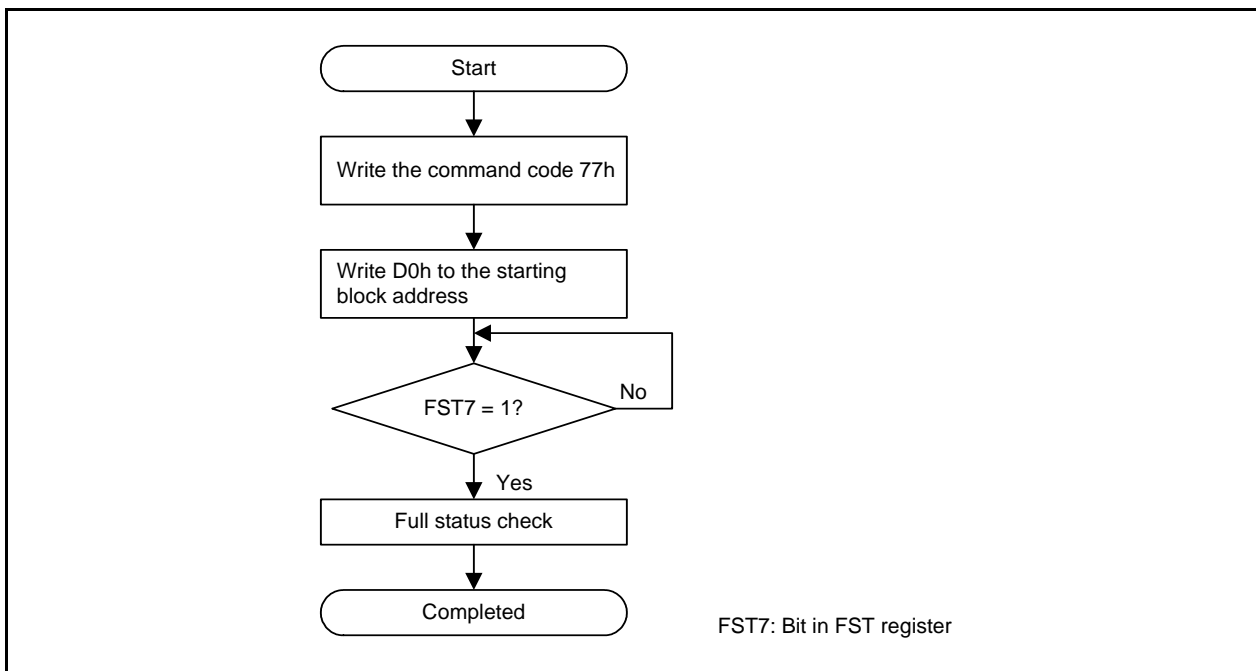 Start
Write the command code 77h
Write D0h to the starting
block address
FST7 = 1?
No
Yes
Full status check
Completed
FST7: Bit in FST register